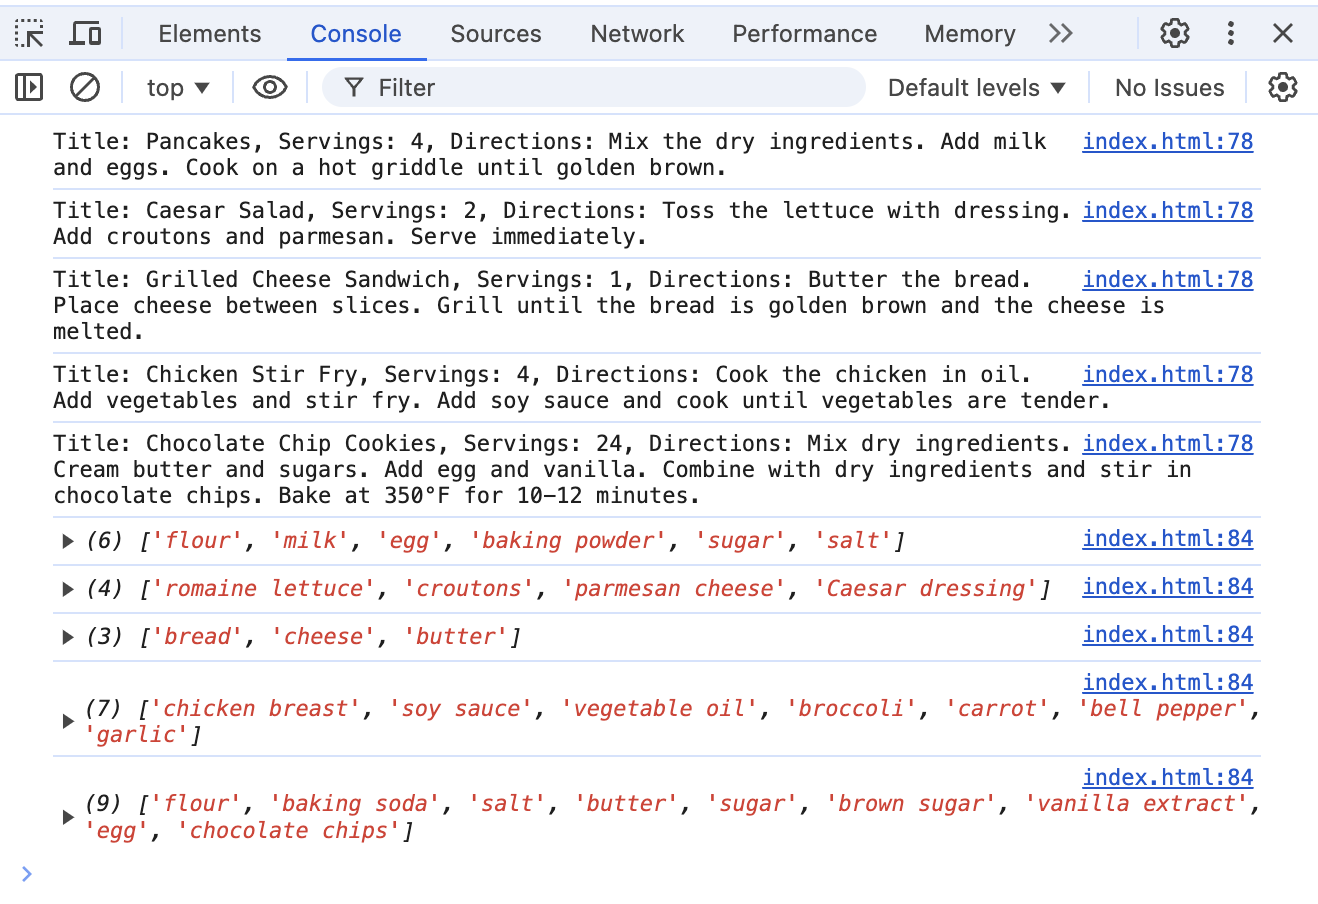 Elements Console Sources Network Performance Memory
top Filter Default levels No Issues
Title: Pancakes, Servings: 4, Directions: Mix the dry ingredients. Add milk index.html:78
and eggs. Cook on a hot griddle until golden brown.
Title: Caesar Salad, Servings: 2, Directions: Toss the lettuce with dressing. index.html:78
Add croutons and parmesan. Serve immediately.
Title: Grilled Cheese Sandwich, Servings: 1, Directions: Butter the bread. index.html:78
Place cheese between slices. Grill until the bread is golden brown and the cheese is
melted.
Title: Chicken Stir Fry, Servings: 4, Directions: Cook the chicken in oil. index.html:78
Add vegetables and stir fry. Add soy sauce and cook until vegetables are tender.
Title: Chocolate Chip Cookies, Servings: 24, Directions: Mix dry ingredients. index.html:78
Cream butter and sugars. Add egg and vanilla. Combine with dry ingredients and stir in
chocolate chips. Bake at 350°F for 10–12 minutes.
(6) ['flour', 'milk', 'egg', 'baking powder', 'sugar', 'salt'] index.html:84
(4) ['romaine lettuce', 'croutons', 'parmesan cheese', 'Caesar dressing'] index.html:84
(3) ['bread', 'cheese', 'butter'] index.html:84
index.html:84
(7) ['chicken breast', 'soy sauce', 'vegetable oil', 'broccoli', 'carrot', 'bell pepper',
'garlic']
index.html:84
(9) ['flour', 'baking soda', 'salt', 'butter', 'sugar', 'brown sugar', 'vanilla extract',
'egg', 'chocolate chips']